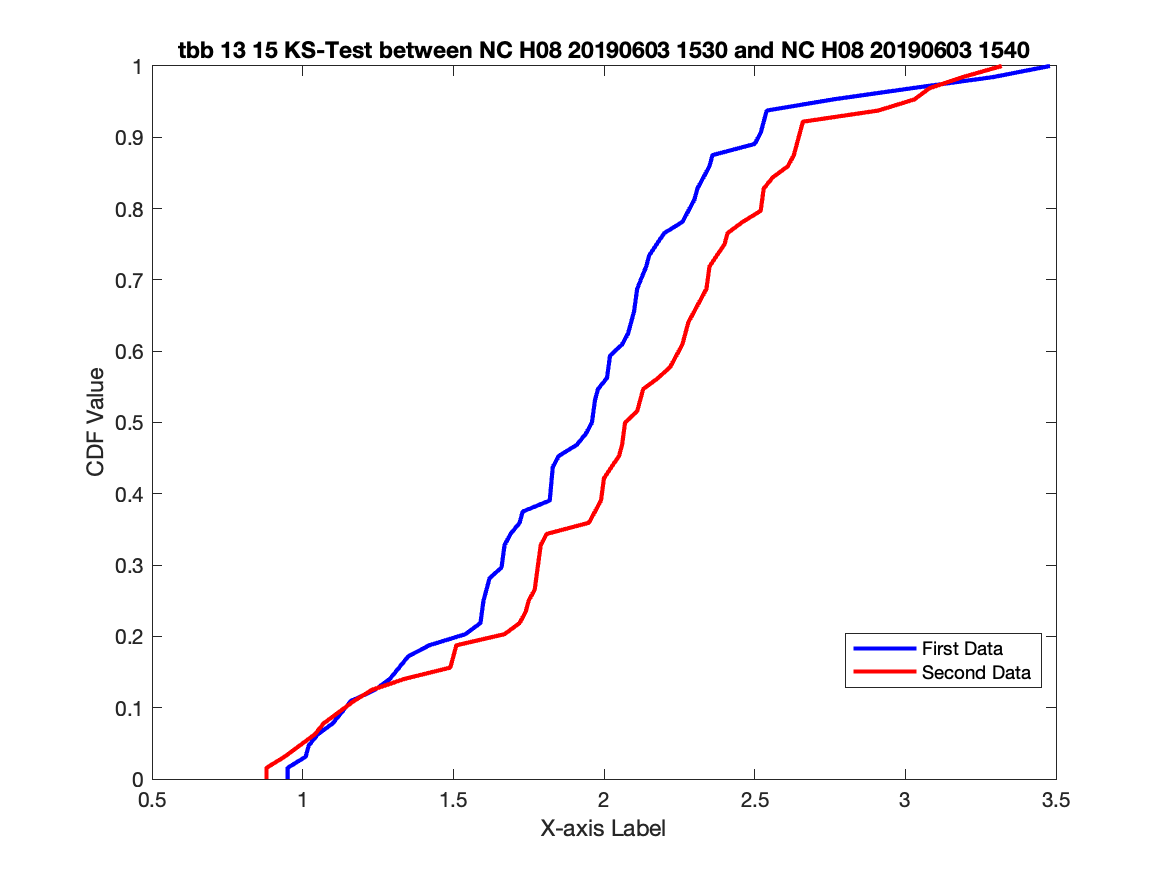 tbb 13 15 KS-Test between NC H08 20190603 1530 and NC H08 20190603 1540
1
0.9
0.8
0.7
0.6
0.5
0.4
0.3
0.2
0.1
0
CDF Value
First Data
Second Data
0.5 1 1.5 2 2.5 3 3.5
X-axis Label